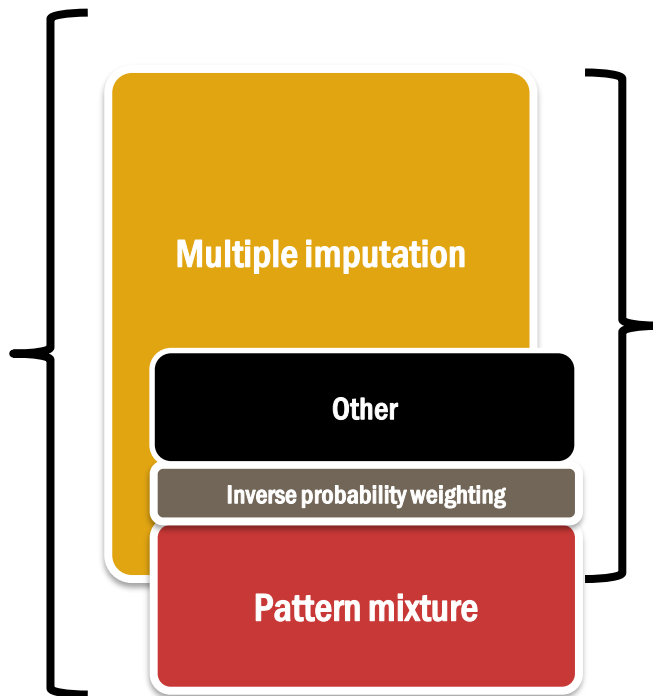 Multiple imputation
Other
Inverse probability weighting
Pattern mixture